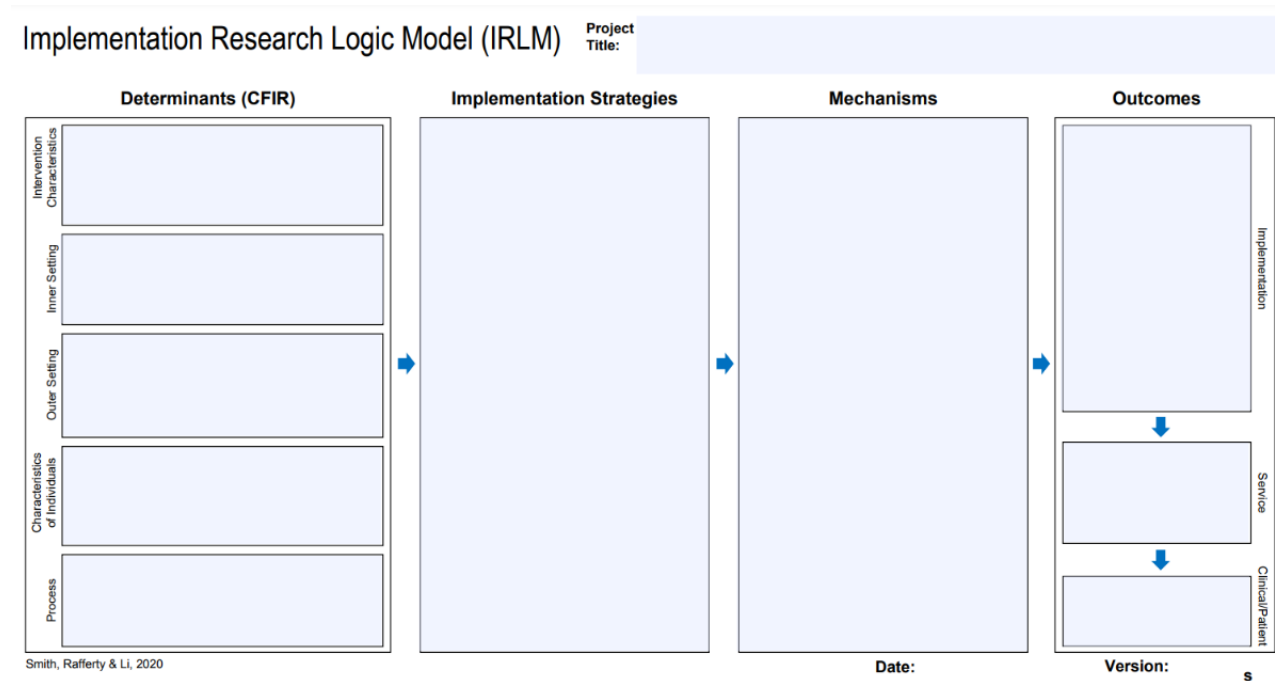 Implementation Research Logic Model (IRLM)
Project
Title:
Determinants (CFIR)
Implementation Strategies
Mechanisms
Outcomes
Intervention
Characteristics
Inner Setting
Outer Setting
Characteristics
of Individuals
Process
Implementation
Service
Clinical/Patient
Smith, Rafferty & Li, 2020
Date:
Version:
s